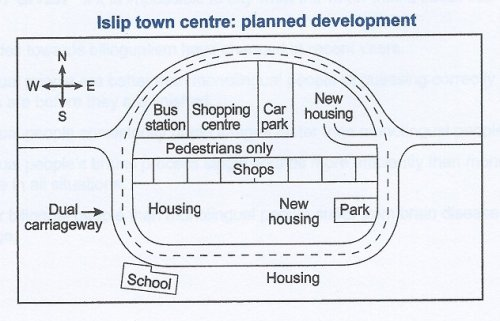 Islip town centre: planned development
N
W E
S
Bus station
Shopping centre
Car park
New housing
Pedestrians only
Shops
Dual carriageway
Housing
New housing
Park
School
Housing